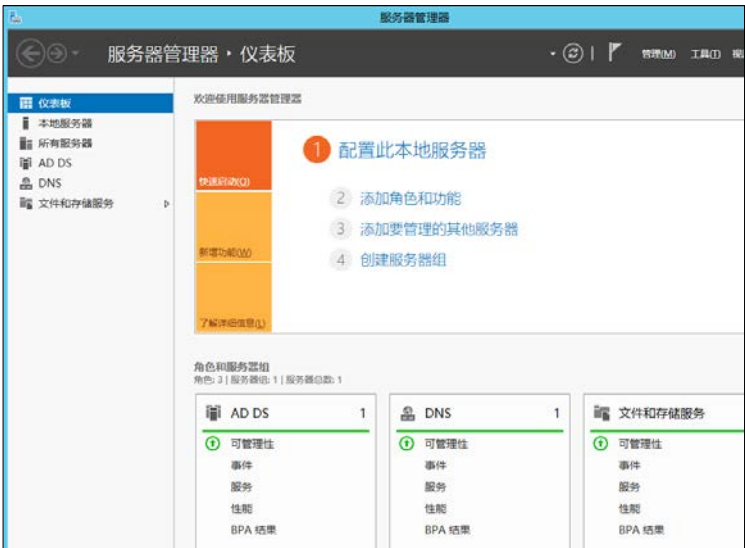 服务器管理器
服务器管理器 · 仪表板
管理(M) 工具(T)
仪表板
本地服务器
所有服务器
AD DS
DNS
文件和存储服务
欢迎使用服务器管理器
快速启动(Q)
新增功能(W)
了解详细信息(L)
1 配置此本地服务器
2 添加角色和功能
3 添加要管理的其他服务器
4 创建服务器组
角色和服务器组
角色: 3 | 服务器组: 1 | 服务器总数: 1
AD DS 1
可管理性
事件
服务
性能
BPA 结果
DNS 1
可管理性
事件
服务
性能
BPA 结果
文件和存储服务
可管理性
事件
服务
性能
BPA 结果